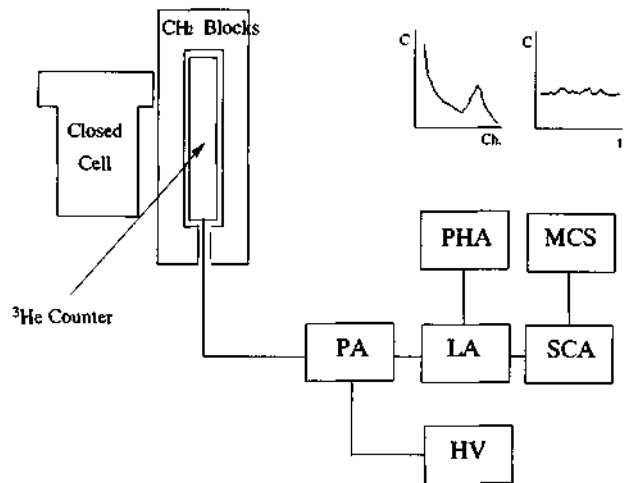 CH₂ Blocks
C
C
Closed
Cell
Ch.
t
PHA
MCS
³He Counter
PA
LA
SCA
HV